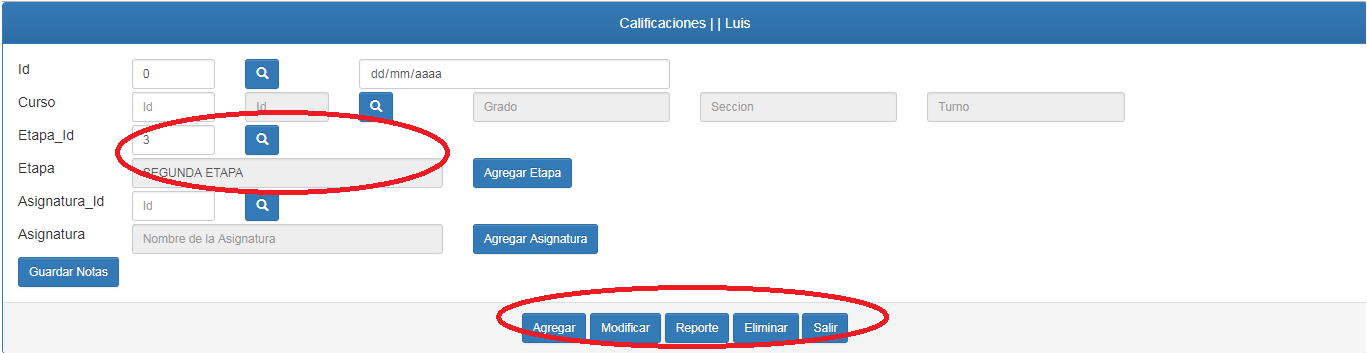 Calificaciones | | Luis
Id 0 dd/mm/aaaa
Curso Id Id Grado Seccion Turno
Etapa_Id 3
Etapa SEGUNDA ETAPA Agregar Etapa
Asignatura_Id Id
Asignatura Nombre de la Asignatura Agregar Asignatura
Guardar Notas
Agregar Modificar Reporte Eliminar Salir